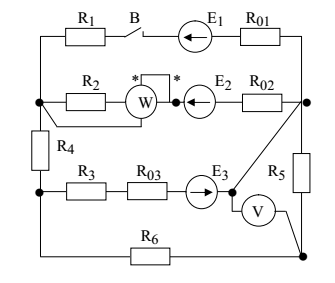 R1 B E1 R01
* *
R2 W E2 R02
R4
R3 R03 E3 R5
V
R6